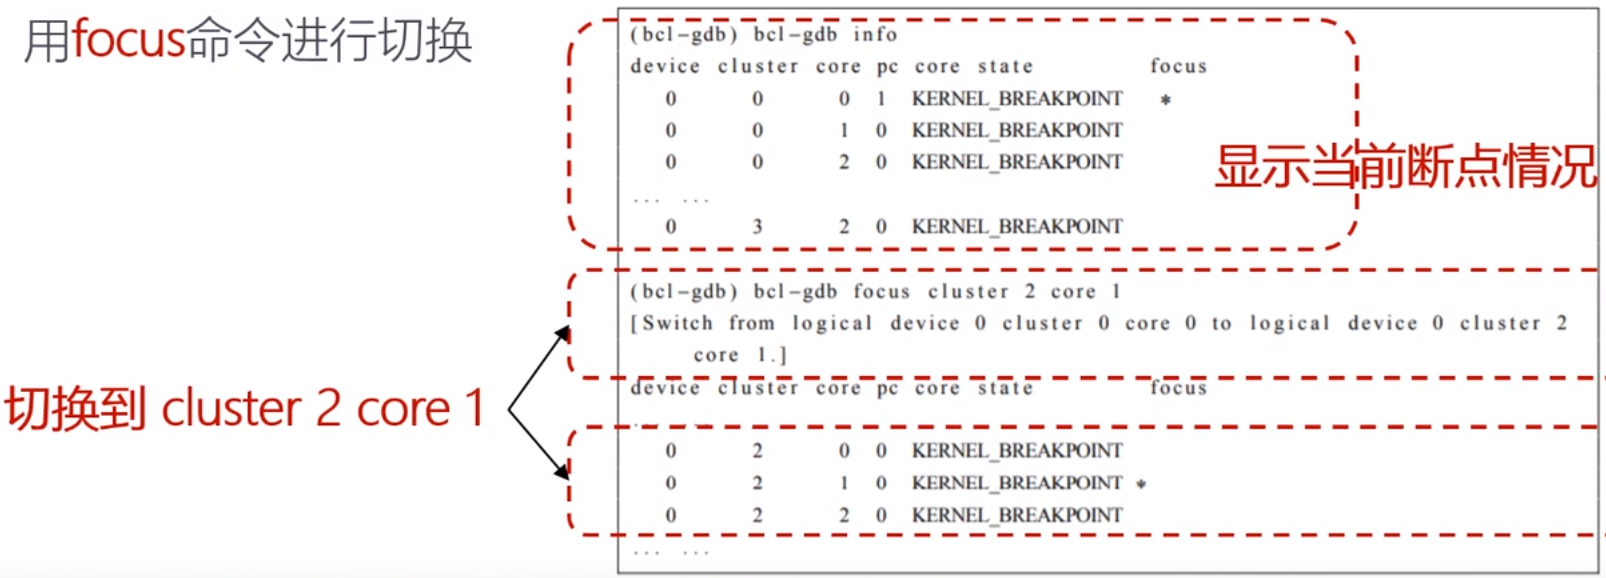 用focus命令进行切换
(bcl-gdb) bcl-gdb info
device cluster core pc core state focus
0 0 0 1 KERNEL_BREAKPOINT *
0 0 1 0 KERNEL_BREAKPOINT
0 0 2 0 KERNEL_BREAKPOINT
... ...
0 3 2 0 KERNEL_BREAKPOINT
显示当前断点情况
(bcl-gdb) bcl-gdb focus cluster 2 core 1
[Switch from logical device 0 cluster 0 core 0 to logical device 0 cluster 2
core 1.]
切换到 cluster 2 core 1
device cluster core pc core state focus
... ...
0 2 0 0 KERNEL_BREAKPOINT
0 2 1 0 KERNEL_BREAKPOINT *
0 2 2 0 KERNEL_BREAKPOINT
... ...